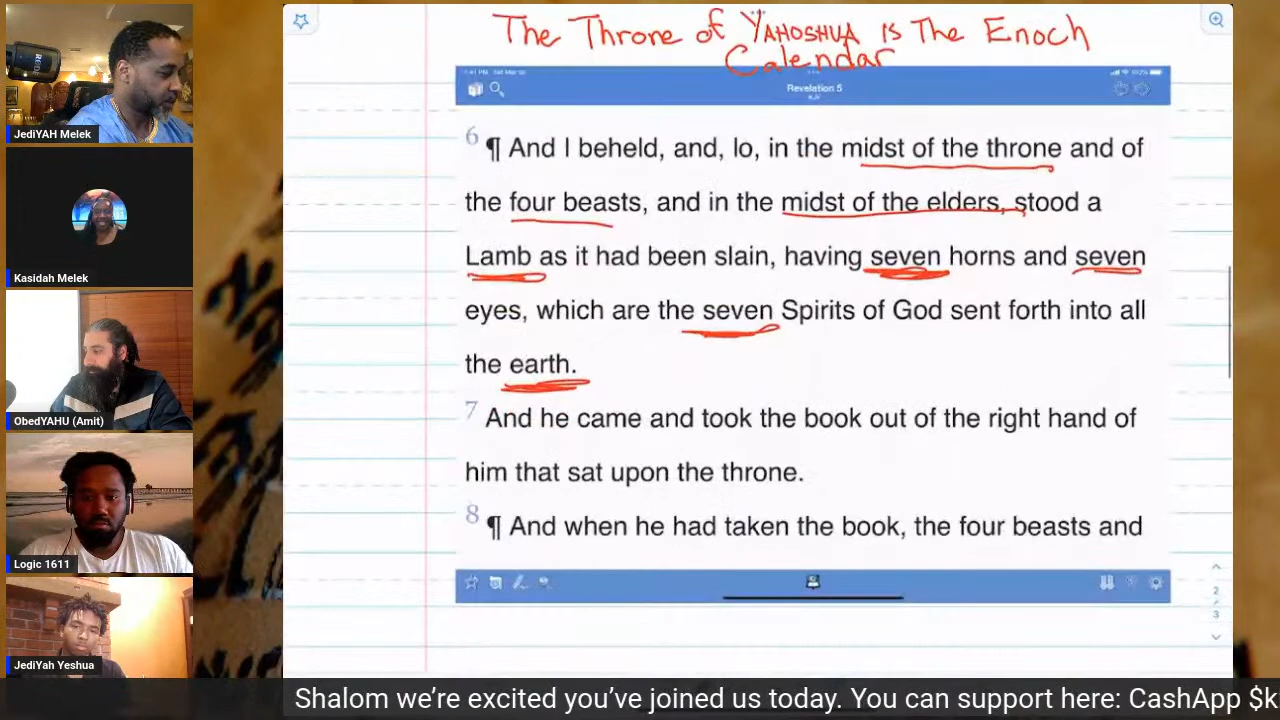 The Throne of YAHOSHUA is The Enoch
Calendar
Revelation 5
KJV
6 ¶ And I beheld, and, lo, in the midst of the throne and of
the four beasts, and in the midst of the elders, stood a
Lamb as it had been slain, having seven horns and seven
eyes, which are the seven Spirits of God sent forth into all
the earth.
7 And he came and took the book out of the right hand of
him that sat upon the throne.
8 ¶ And when he had taken the book, the four beasts and
2
3
JediYAH Melek
Kasidah Melek
ObedYAHU (Amit)
Logic 1611
JediYah Yeshua
Shalom we’re excited you’ve joined us today. You can support here: CashApp $k